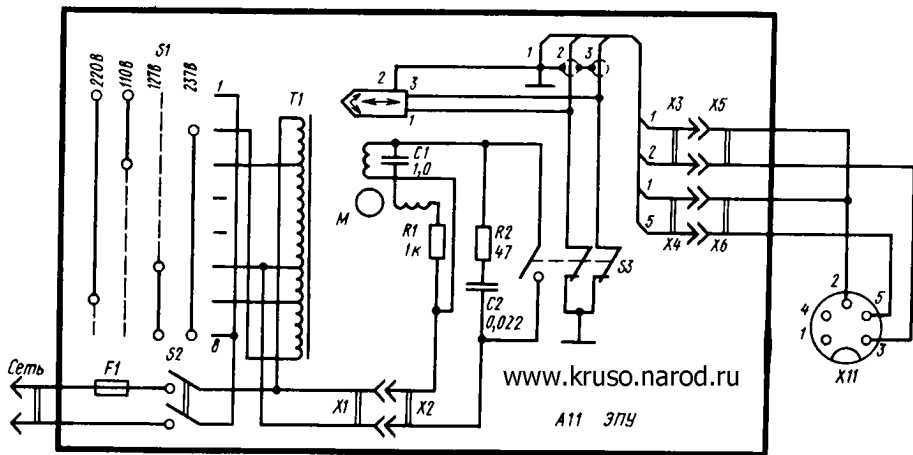 220В
110В
S1
127В
237В
1
T1
2
3
1
1
2
3
C1
1,0
M
R1
1к
R2
47
C2
0,022
S3
1
X3
X5
2
1
5
X4
X6
2
4
5
1
3
X11
8
S2
Сеть
F1
X1
X2
www.kruso.narod.ru
А11 ЭПУ